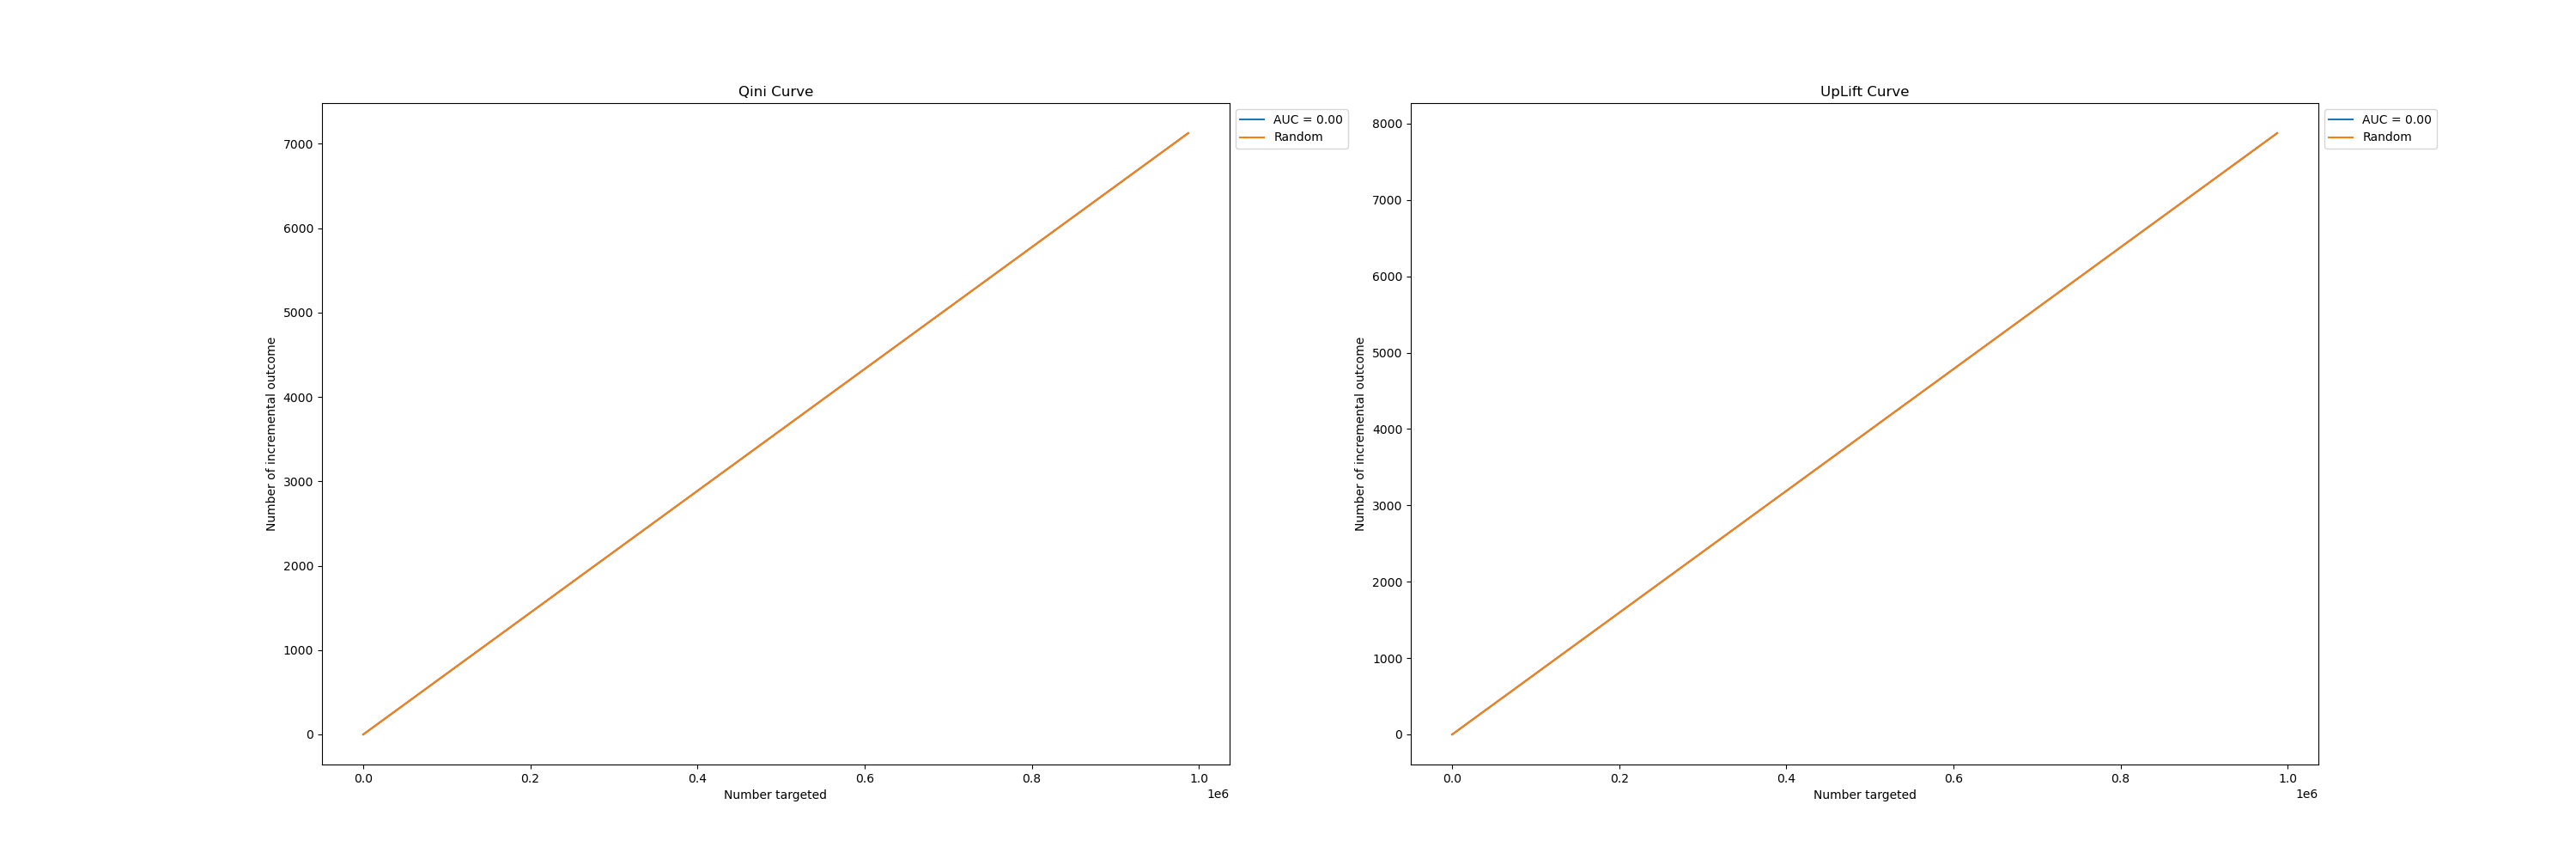 Qini Curve
AUC = 0.00
Random
7000
6000
5000
4000
3000
2000
1000
0
Number of incremental outcome
0.0 0.2 0.4 0.6 0.8 1.0
1e6
Number targeted
UpLift Curve
AUC = 0.00
Random
8000
7000
6000
5000
4000
3000
2000
1000
0
Number of incremental outcome
0.0 0.2 0.4 0.6 0.8 1.0
1e6
Number targeted